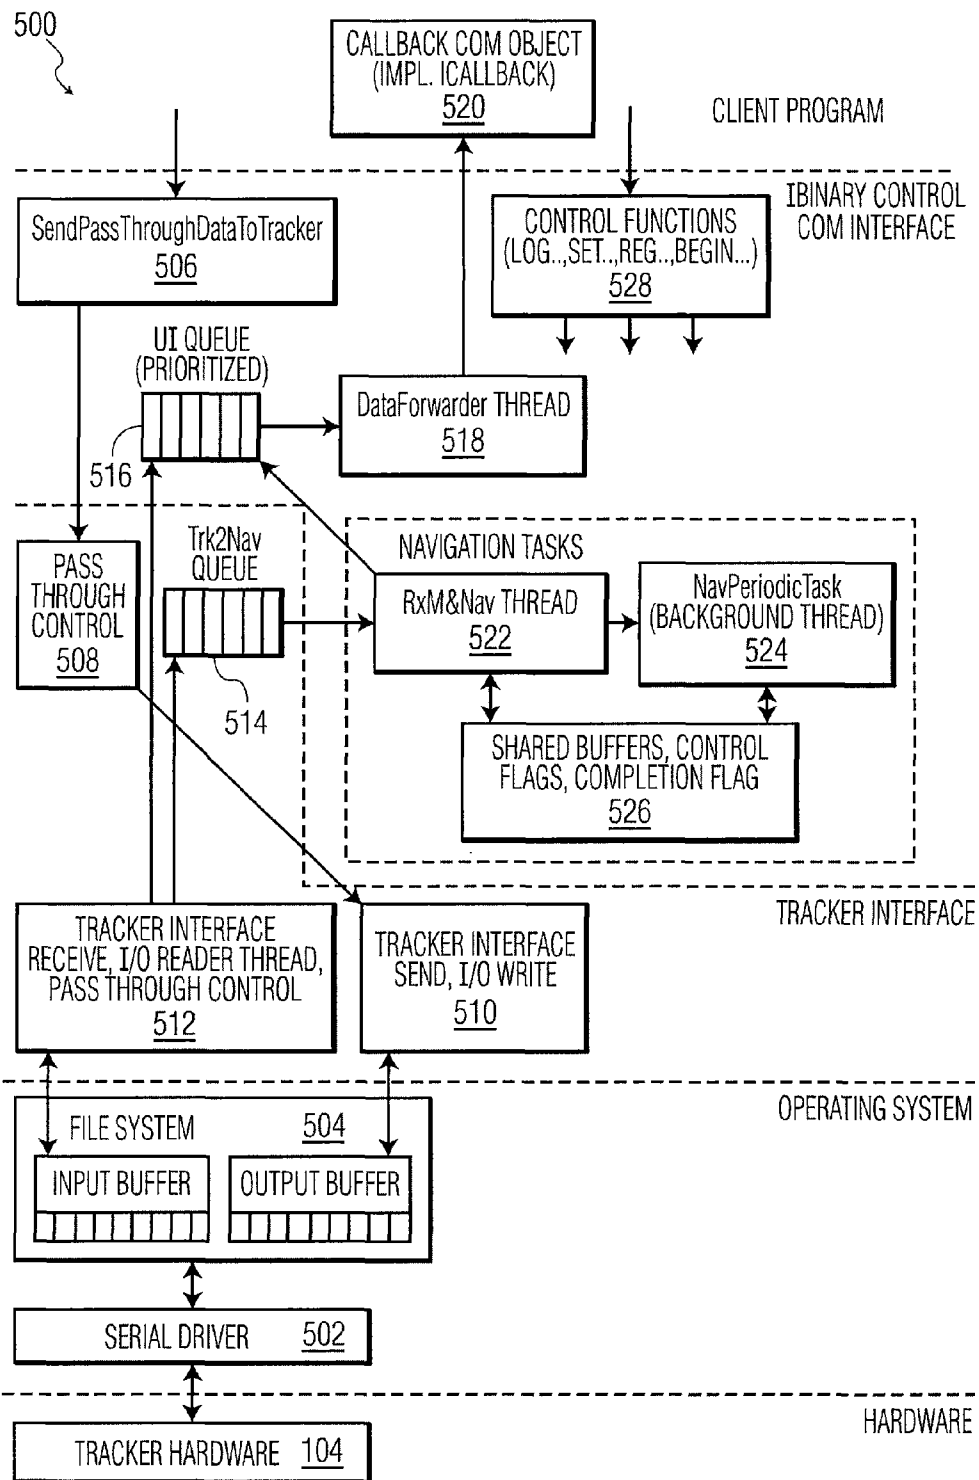 500
CALLBACK COM OBJECT
(IMPL. ICALLBACK)
520
CLIENT PROGRAM
IBINARY CONTROL
COM INTERFACE
SendPassThroughDataToTracker
506
CONTROL FUNCTIONS
(LOG..,SET..,REG..,BEGIN...)
528
UI QUEUE
(PRIORITIZED)
516
DataForwarder THREAD
518
PASS
THROUGH
CONTROL
508
Trk2Nav
QUEUE
514
NAVIGATION TASKS
RxM&Nav THREAD
522
NavPeriodicTask
(BACKGROUND THREAD)
524
SHARED BUFFERS, CONTROL
FLAGS, COMPLETION FLAG
526
TRACKER INTERFACE
TRACKER INTERFACE
RECEIVE, I/O READER THREAD,
PASS THROUGH CONTROL
512
TRACKER INTERFACE
SEND, I/O WRITE
510
OPERATING SYSTEM
FILE SYSTEM 504
INPUT BUFFER
OUTPUT BUFFER
SERIAL DRIVER 502
HARDWARE
TRACKER HARDWARE 104